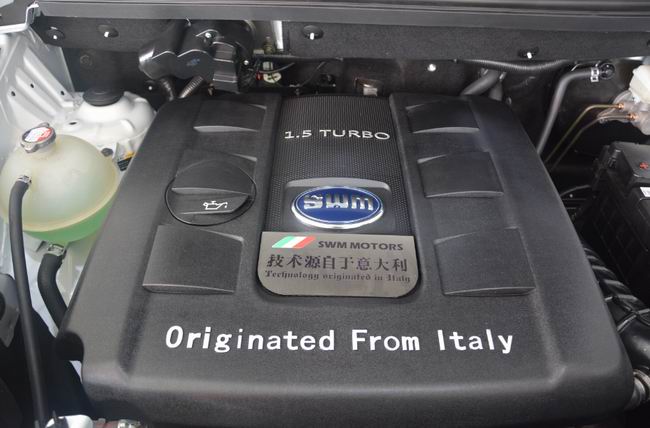 1.5 TURBO
SWM
SWM MOTORS
技术源自于意大利
Technology originated in Italy
Originated From Italy